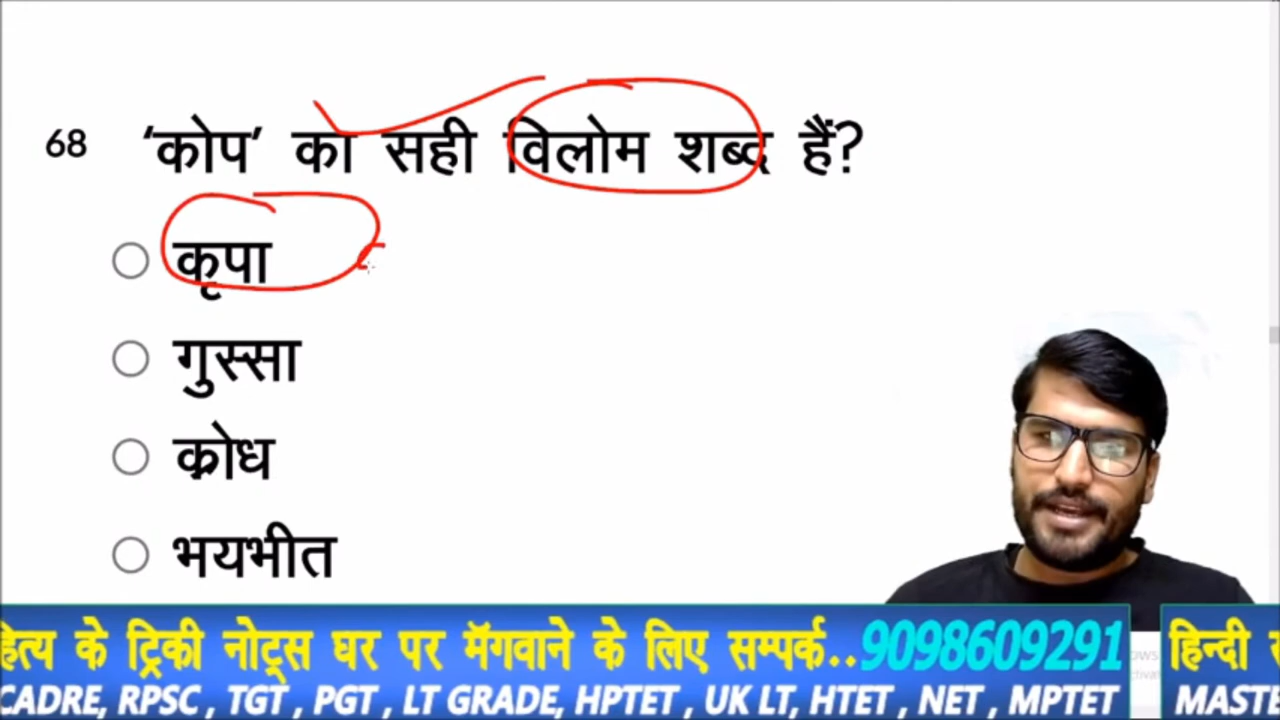 68 ‘कोप’ का सही विलोम शब्द हैं?
कृपा
गुस्सा
क्रोध
भयभीत
के ट्रिकी नोट्स घर पर मॅगवाने के लिए सम्पर्क..9098609291 हिन्दी
CADRE, RPSC , TGT , PGT , LT GRADE, HPTET , UK LT, HTET , NET , MPTET